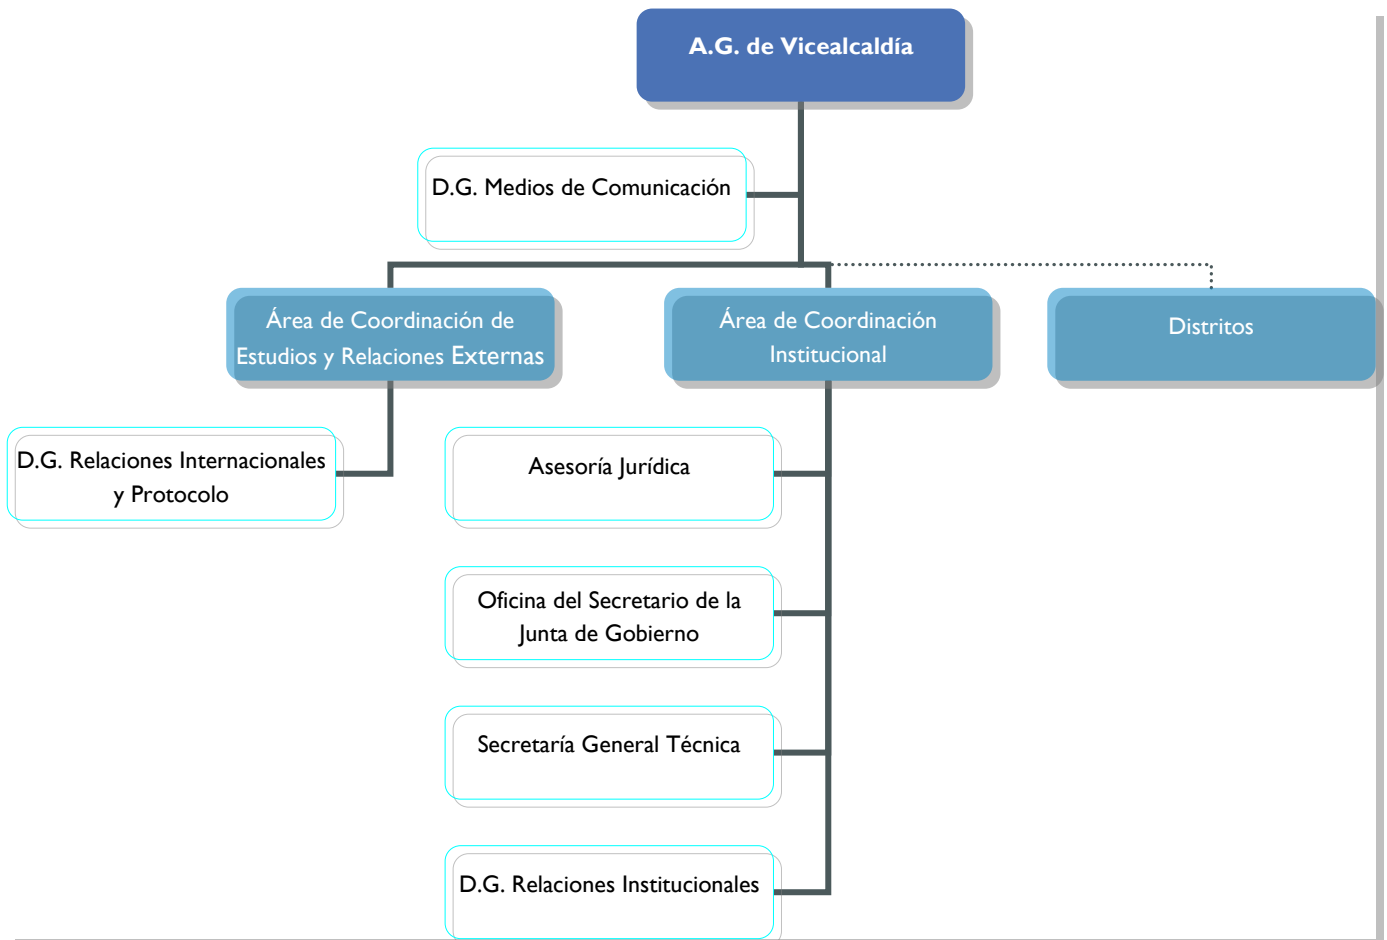 A.G. de Vicealcaldía
D.G. Medios de Comunicación
Área de Coordinación de
Estudios y Relaciones Externas
Área de Coordinación
Institucional
Distritos
D.G. Relaciones Internacionales
y Protocolo
Asesoría Jurídica
Oficina del Secretario de la
Junta de Gobierno
Secretaría General Técnica
D.G. Relaciones Institucionales